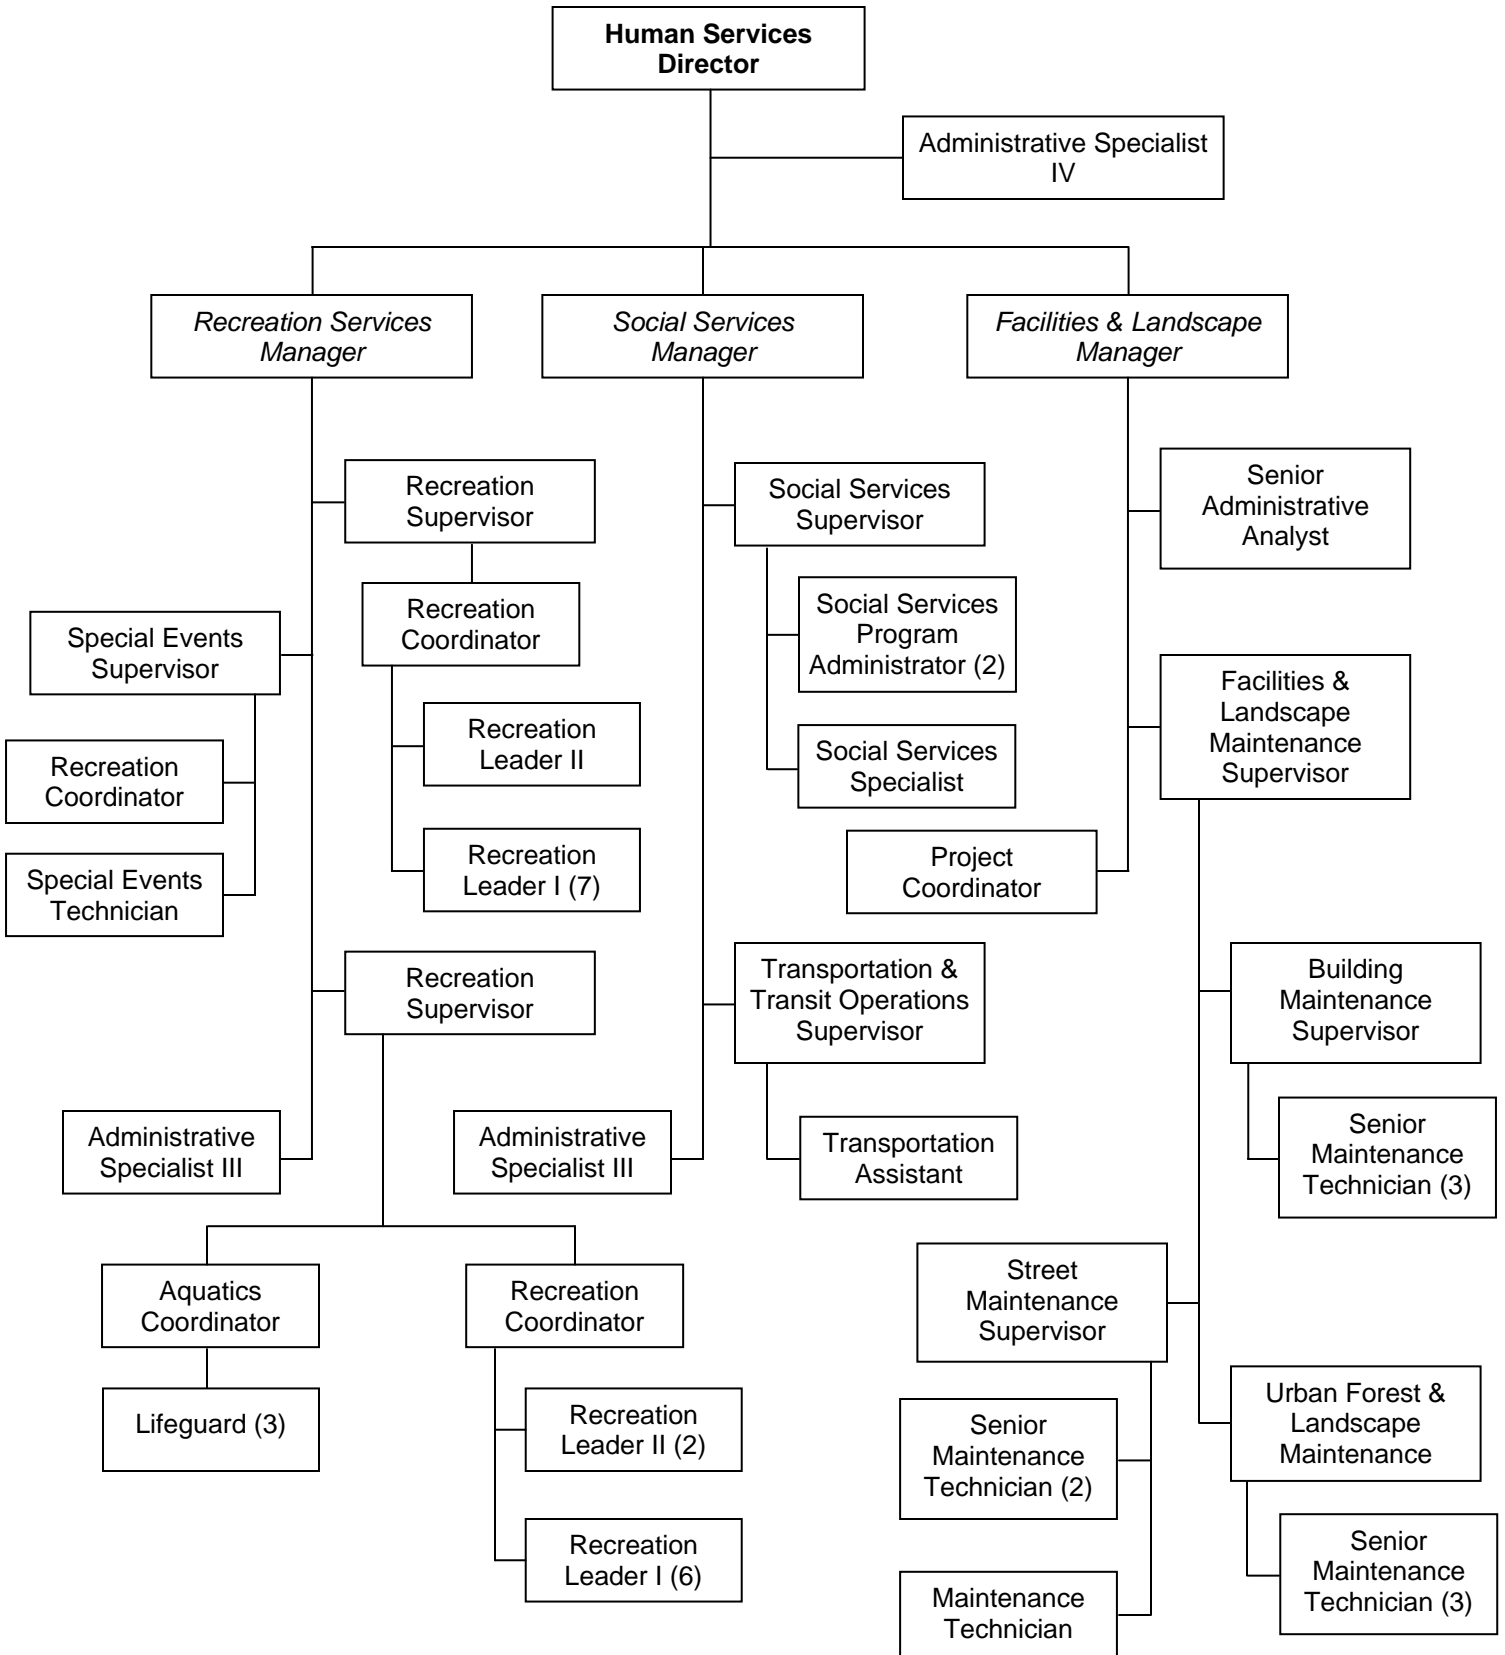 Human Services
Director
Administrative Specialist
IV
Recreation Services
Manager
Social Services
Manager
Facilities & Landscape
Manager
Recreation
Supervisor
Recreation
Coordinator
Recreation
Leader II
Recreation
Leader I (7)
Special Events
Supervisor
Recreation
Coordinator
Special Events
Technician
Recreation
Supervisor
Administrative
Specialist III
Aquatics
Coordinator
Lifeguard (3)
Recreation
Coordinator
Recreation
Leader II (2)
Recreation
Leader I (6)
Social Services
Supervisor
Social Services
Program
Administrator (2)
Social Services
Specialist
Transportation &
Transit Operations
Supervisor
Transportation
Assistant
Administrative
Specialist III
Senior
Administrative
Analyst
Facilities &
Landscape
Maintenance
Supervisor
Project
Coordinator
Building
Maintenance
Supervisor
Senior
Maintenance
Technician (3)
Street
Maintenance
Supervisor
Senior
Maintenance
Technician (2)
Maintenance
Technician
Urban Forest &
Landscape
Maintenance
Senior
Maintenance
Technician (3)